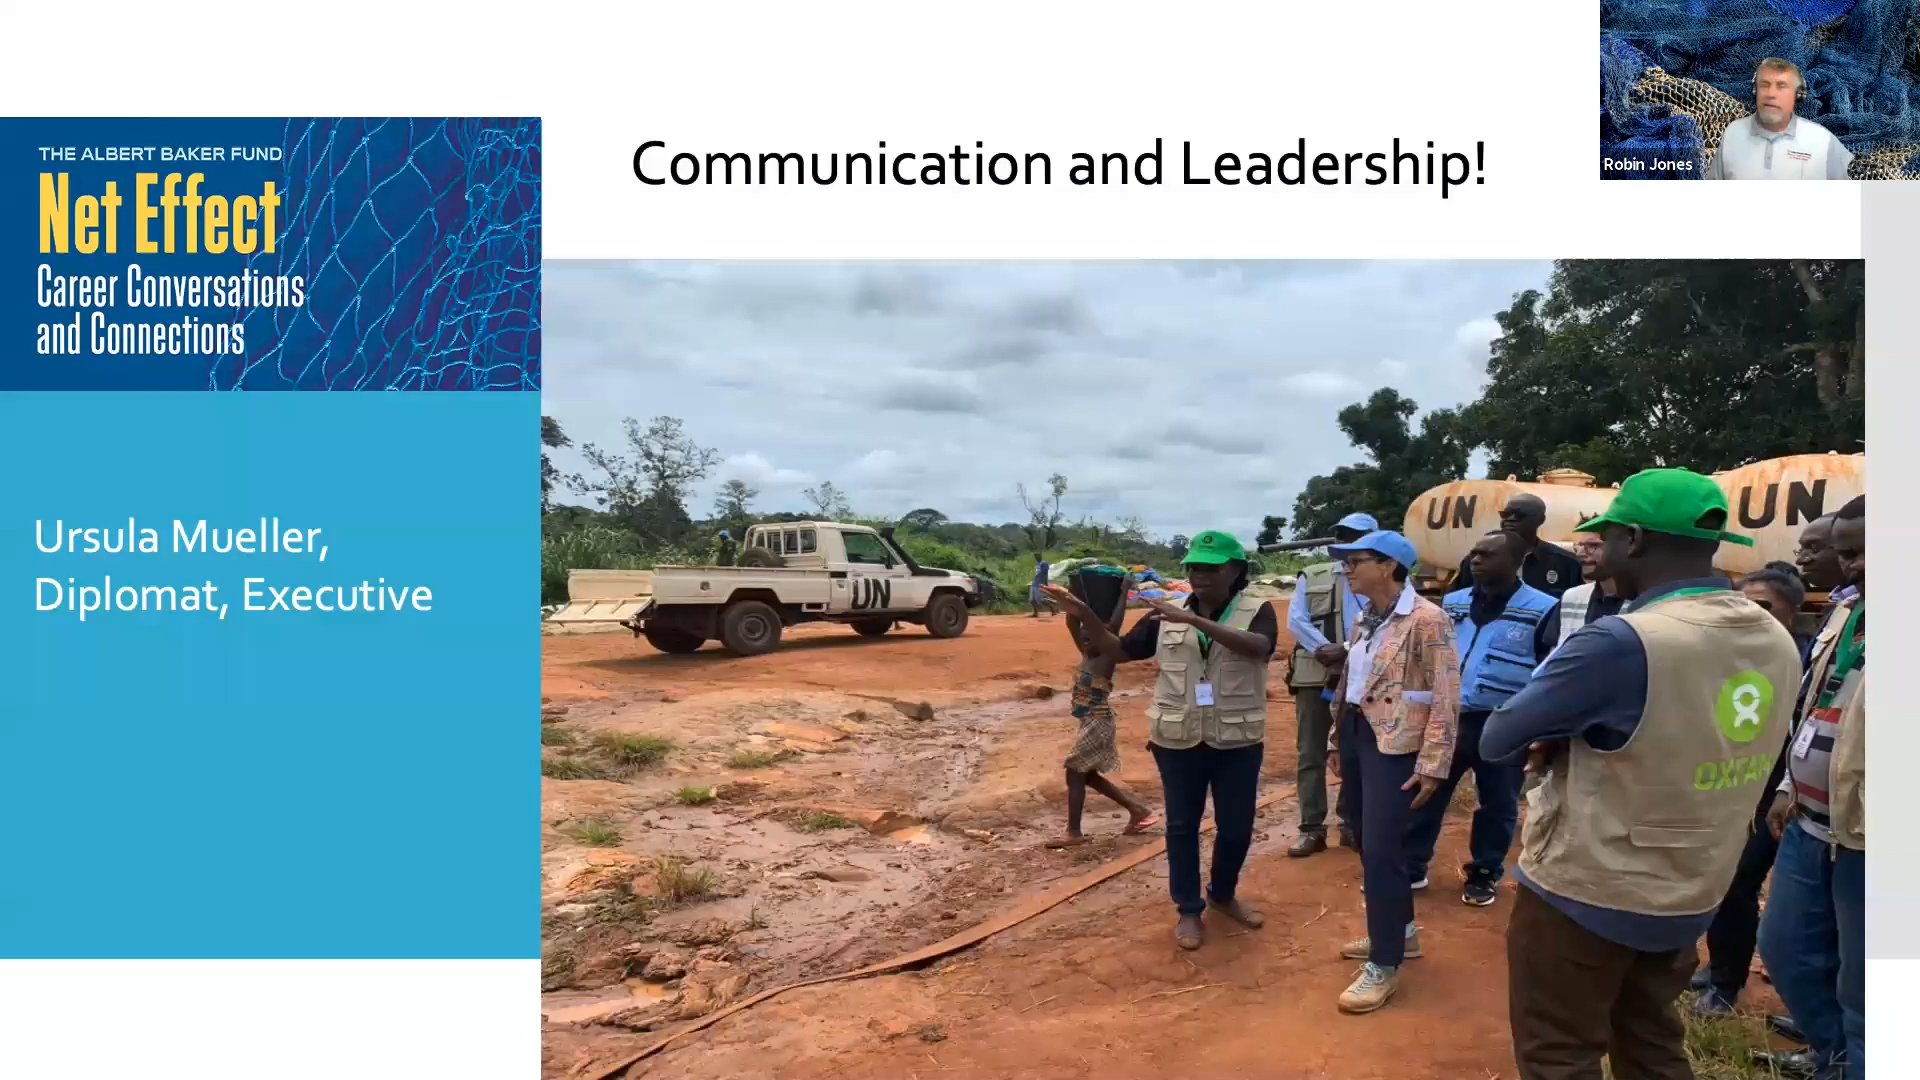 THE ALBERT BAKER FUND
Net Effect
Career Conversations
and Connections
Communication and Leadership!
Robin Jones
Ursula Mueller,
Diplomat, Executive
UN
UN
UN
OXFAM